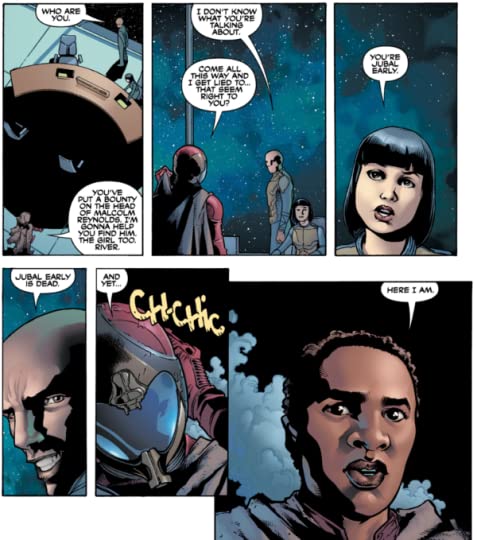 WHO ARE
YOU.
YOU'VE
PUT A BOUNTY
ON THE HEAD
OF MALCOLM
REYNOLDS. I'M
GONNA HELP
YOU FIND HIM.
THE GIRL TOO.
RIVER.
I DON'T KNOW
WHAT YOU'RE
TALKING
ABOUT.
COME ALL
THIS WAY AND
I GET LIED TO...
THAT SEEM
RIGHT TO
YOU?
YOU'RE
JUBAL
EARLY.
JUBAL EARLY
IS DEAD.
AND
YET...
CH-CHIC
HERE I AM.